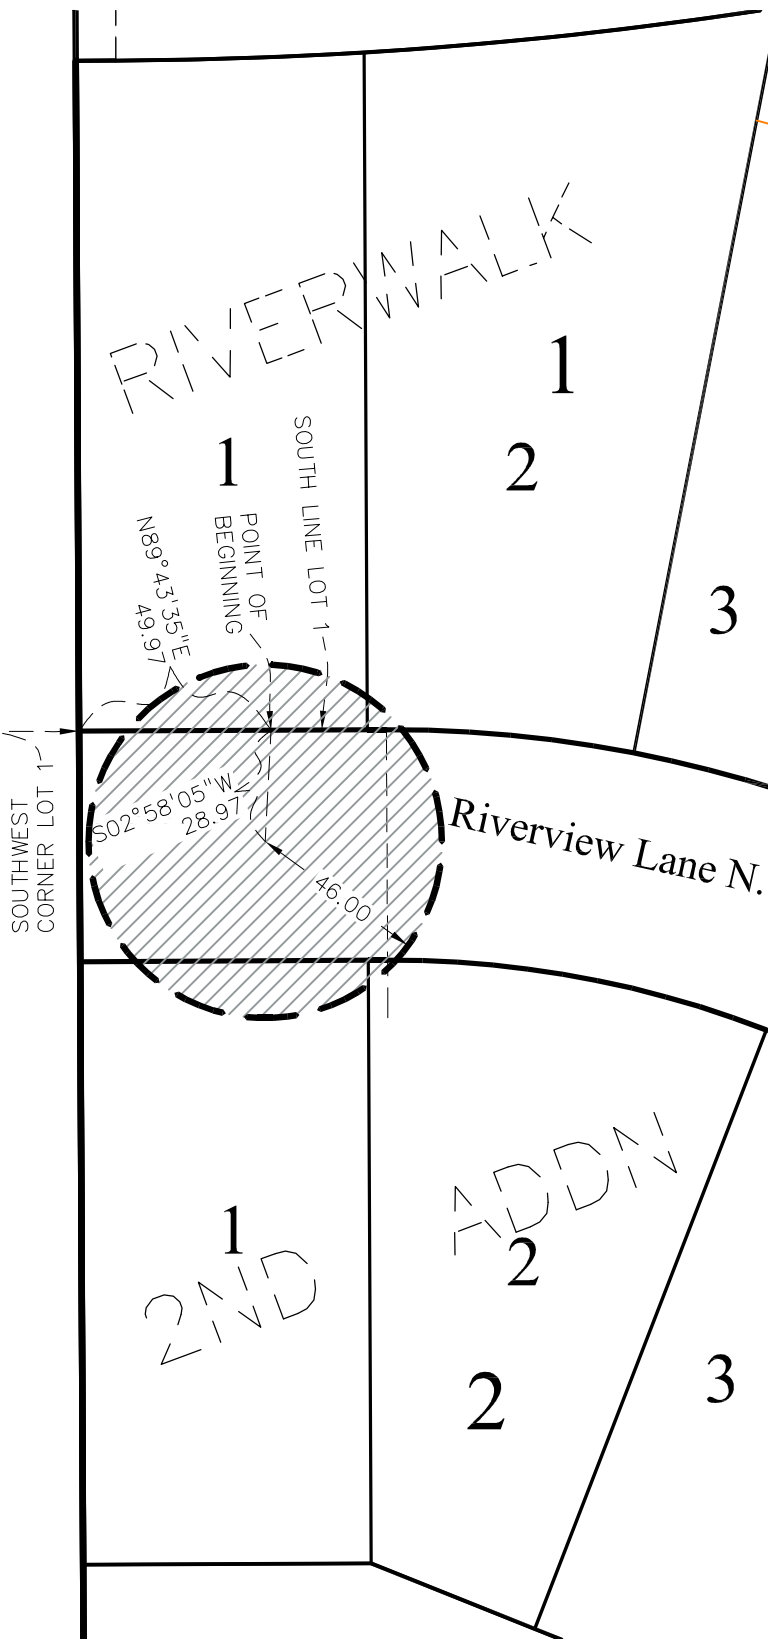 RIVERWALK
1
1
2
SOUTH LINE LOT 1
POINT OF
BEGINNING
N89°43'35"E
49.97
3
SOUTHWEST
CORNER LOT 1
S02°58'05"W
28.97
46.00
Riverview Lane N.
ADDN
1
2
2ND
2
3